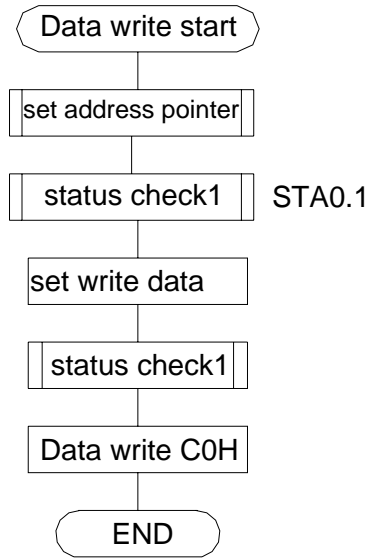 Data write start
set address pointer
status check1 STA0.1
set write data
status check1
Data write C0H
END